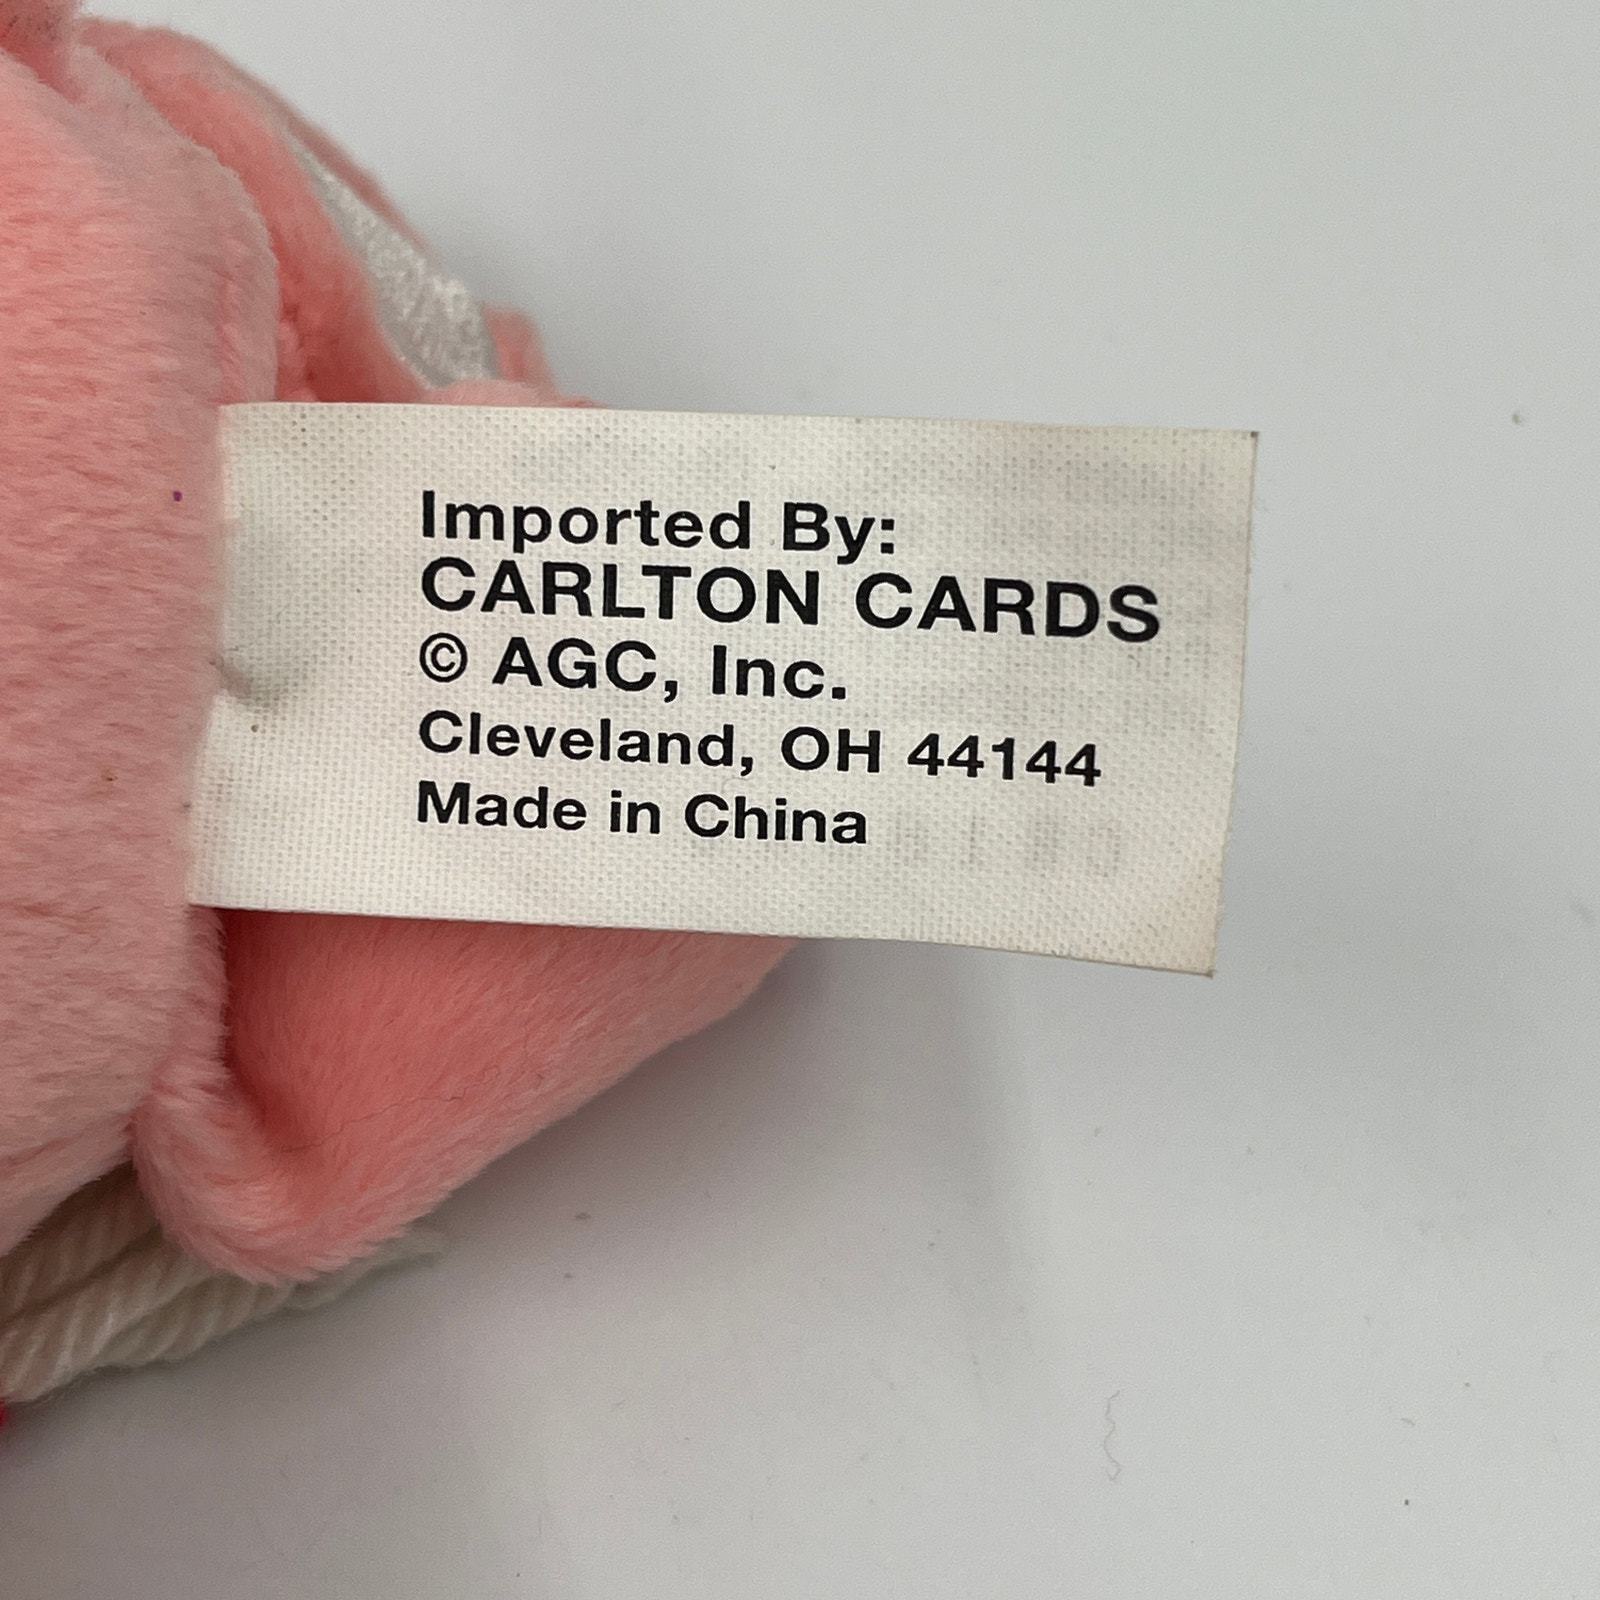 Imported By:
CARLTON CARDS
© AGC, Inc.
Cleveland, OH 44144
Made in China